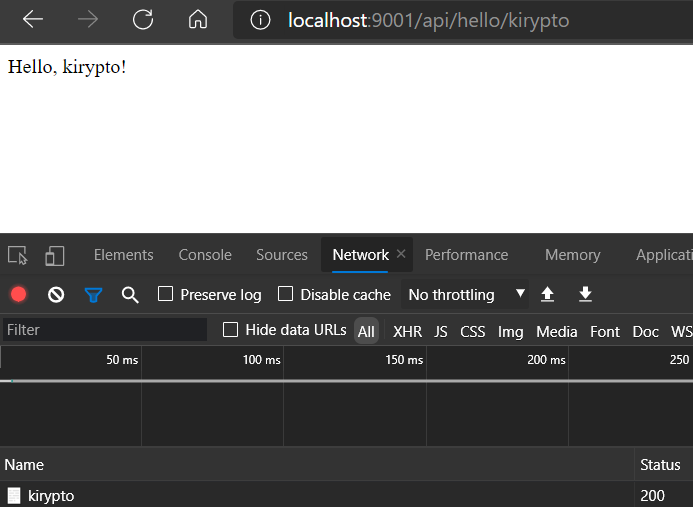 localhost:9001/api/hello/kirypto
Hello, kirypto!
Elements Console Sources Network Performance Memory Applicati
Preserve log Disable cache No throttling
Filter Hide data URLs All XHR JS CSS Img Media Font Doc WS
50 ms 100 ms 150 ms 200 ms 250
Name Status
kirypto 200